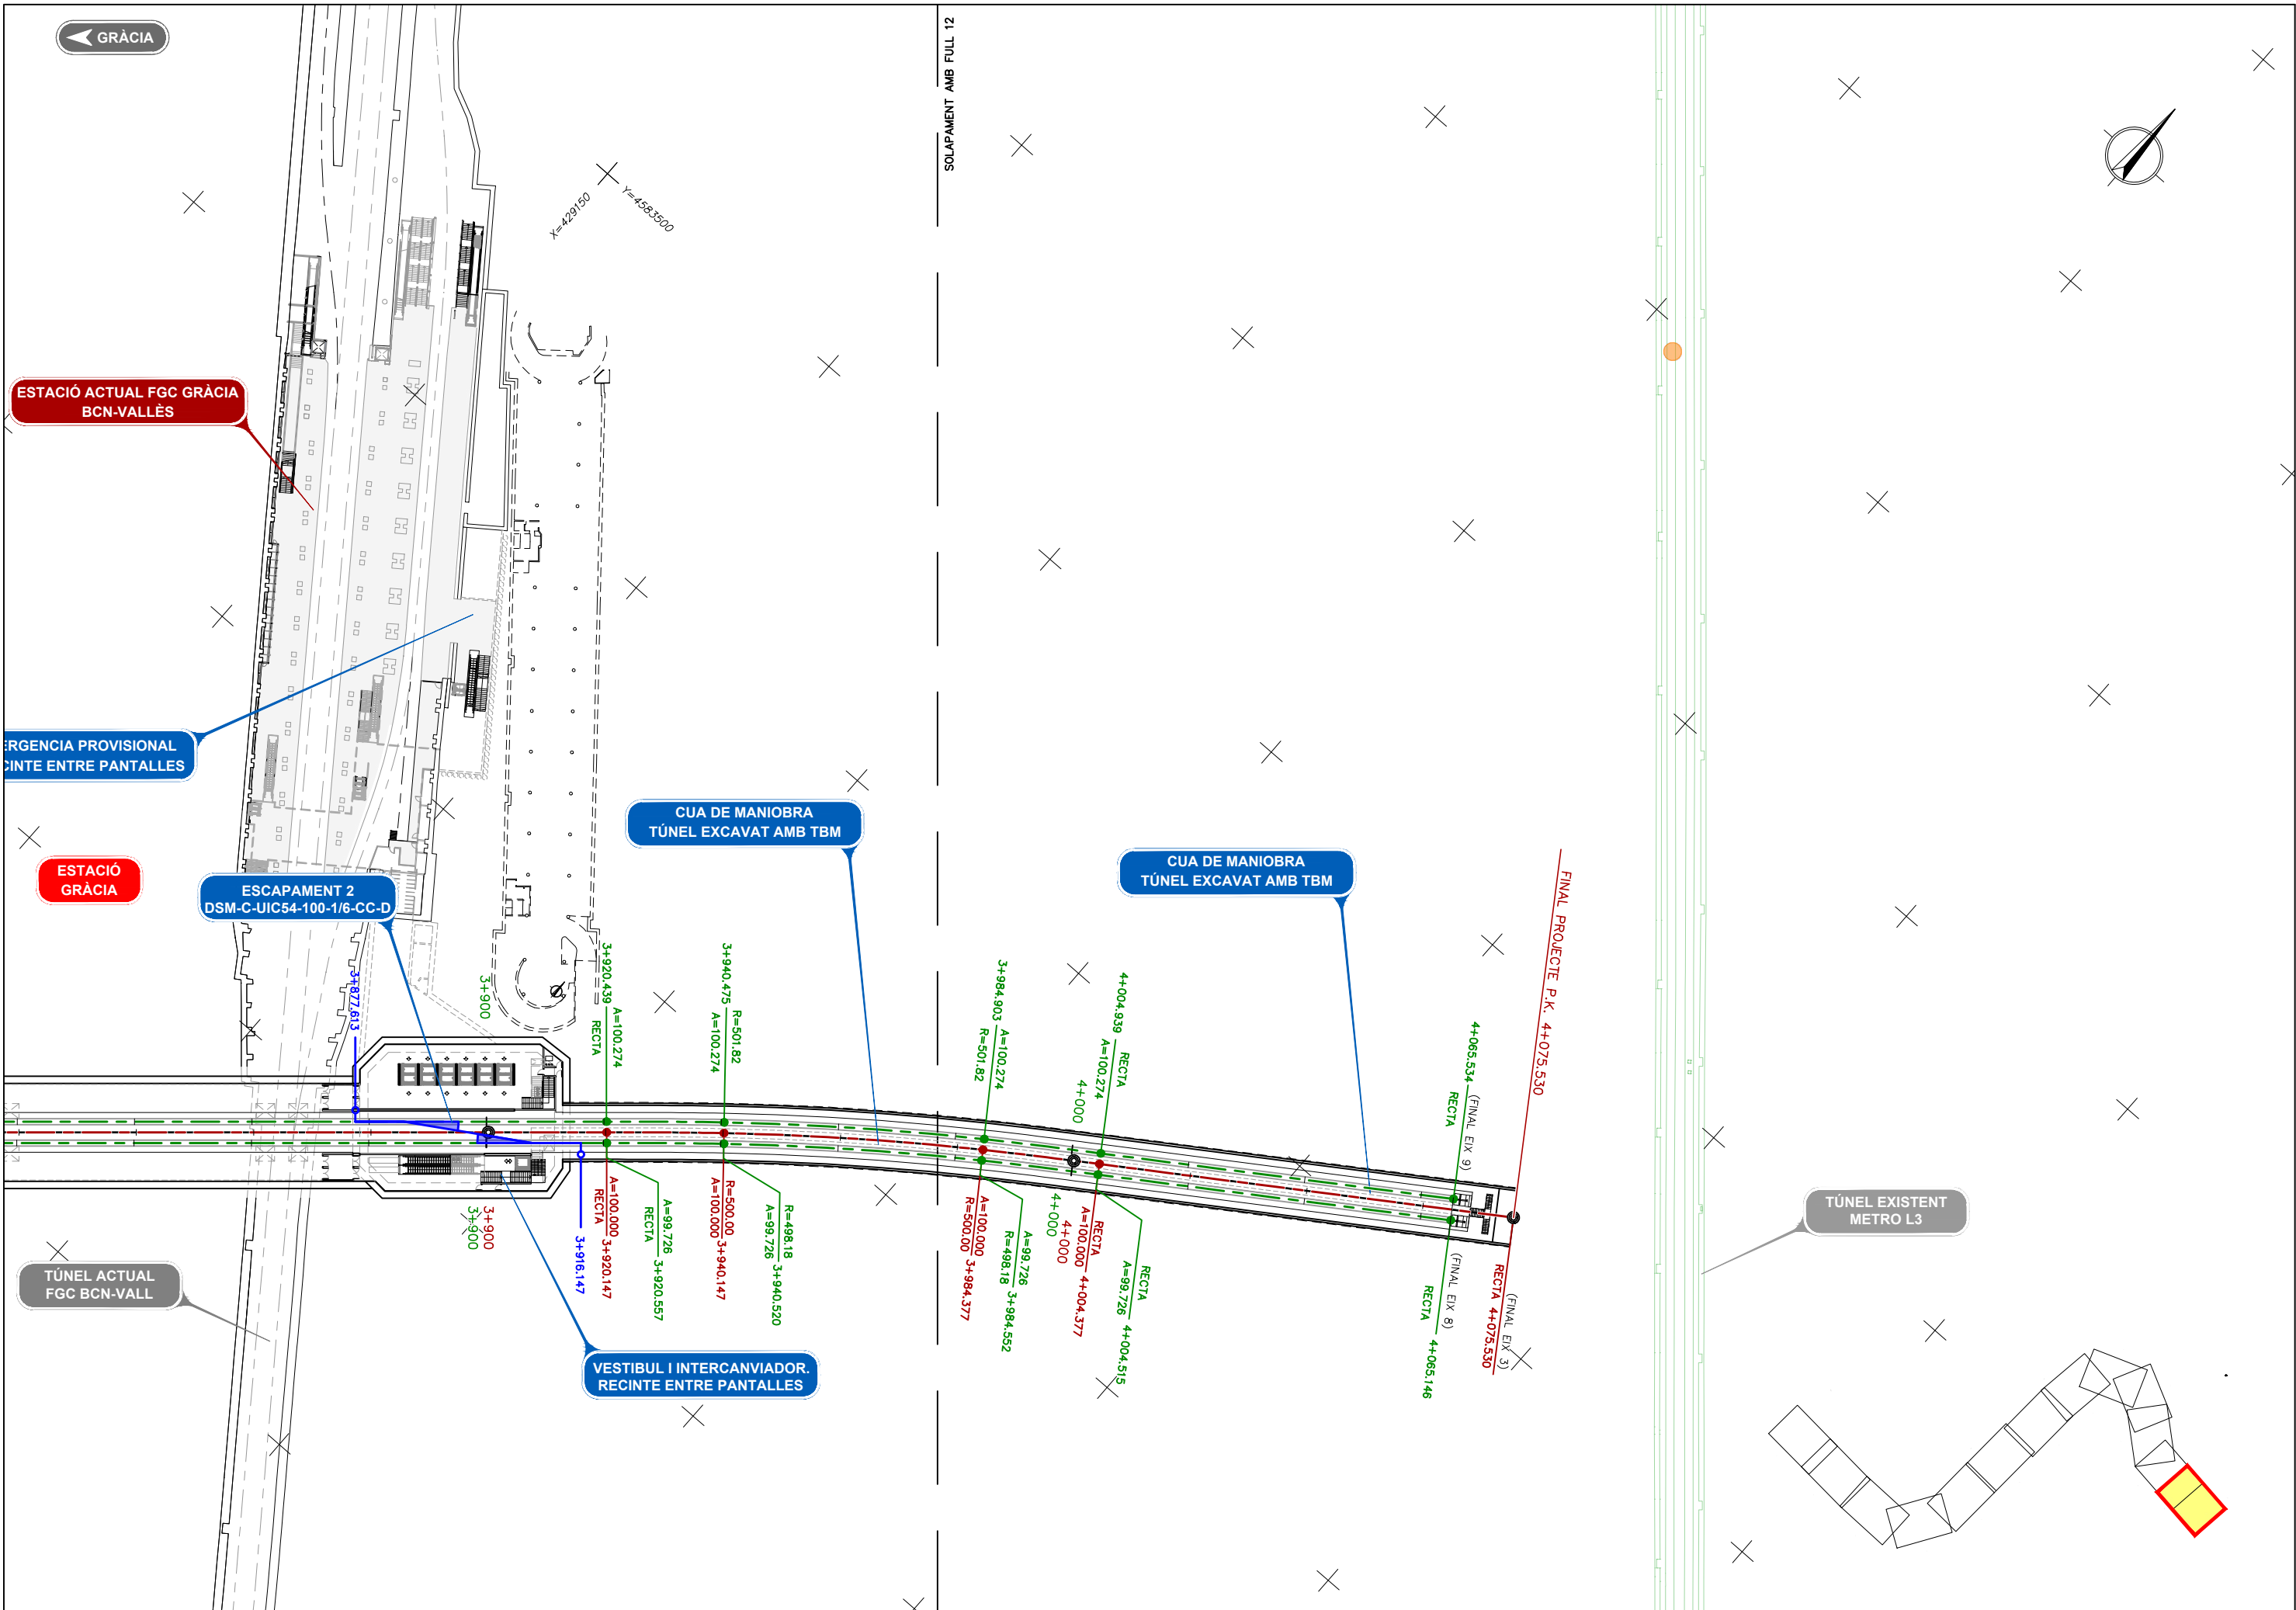 GRÀCIA
SOLAPAMENT AMB FULL 12
X=429150
Y=4583500
ESTACIÓ ACTUAL FGC GRÀCIA
BCN-VALLÈS
ERGENCIA PROVISIONAL
CINTE ENTRE PANTALLES
ESTACIÓ
GRÀCIA
ESCAPAMENT 2
DSM-C-UIC54-100-1/6-CC-D
CUA DE MANIOBRA
TÚNEL EXCAVAT AMB TBM
CUA DE MANIOBRA
TÚNEL EXCAVAT AMB TBM
FINAL PROJECTE P.K. 4+075.530
3+877.613
3+900
3+920.439
A=100.274
RECTA
3+940.475
R=501.82
A=100.274
3+984.903
A=100.274
R=501.82
4+000
4+004.939
RECTA
A=100.274
4+065.534
RECTA
(FINAL EIX 9)
3+900
3+900
3+916.147
A=100.000
RECTA
3+920.147
A=99.726
RECTA
3+920.557
R=500.00
A=100.000
3+940.147
R=498.18
A=99.726
3+940.520
A=100.000
R=500.00
3+984.377
A=99.726
R=498.18
3+984.552
4+000
4+000
RECTA
A=100.000
4+004.377
RECTA
A=99.726
4+004.515
(FINAL EIX 8)
RECTA
4+065.146
(FINAL EIX 3)
RECTA 4+075.530
TÚNEL EXISTENT
METRO L3
TÚNEL ACTUAL
FGC BCN-VALL
VESTIBUL I INTERCANVIADOR.
RECINTE ENTRE PANTALLES